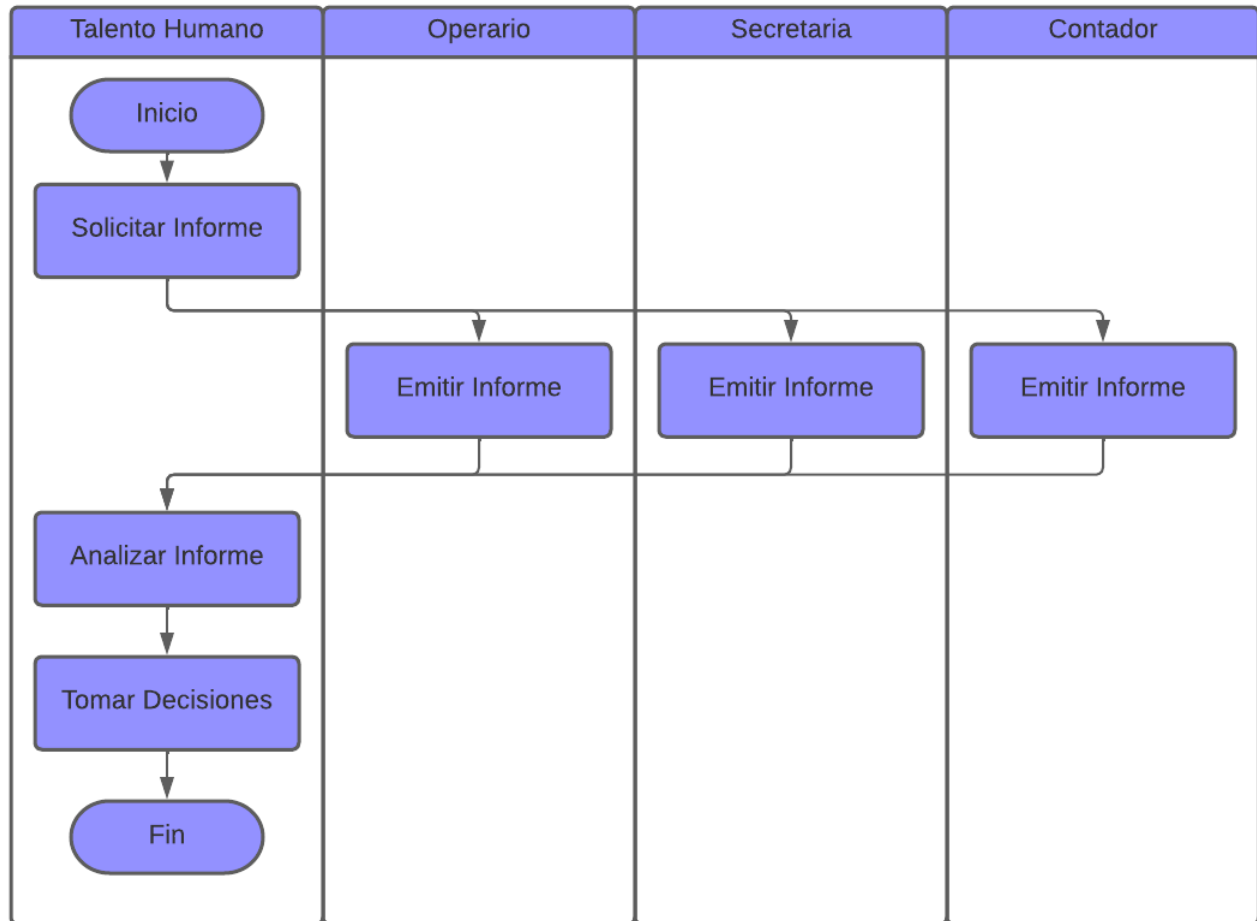 Talento Humano
Operario
Secretaria
Contador
Inicio
Solicitar Informe
Emitir Informe
Emitir Informe
Emitir Informe
Analizar Informe
Tomar Decisiones
Fin